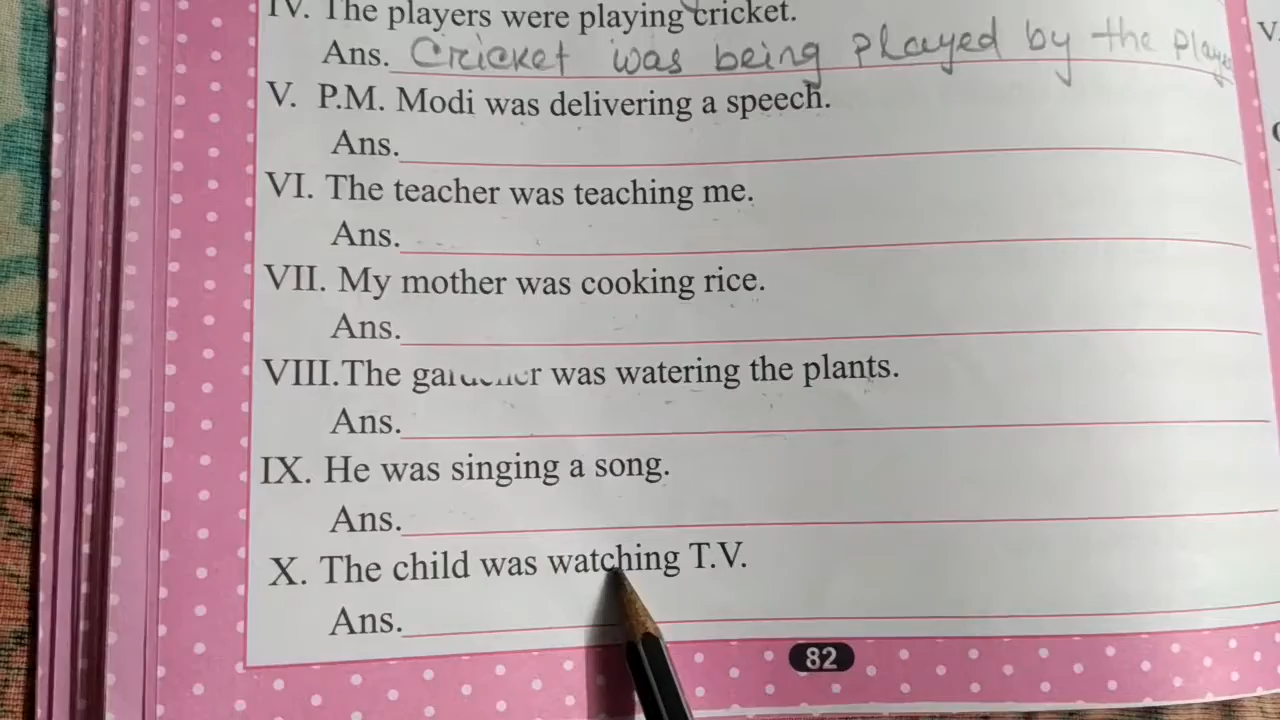 IV. The players were playing cricket.
Ans. Cricket was being played by the
V. P.M. Modi was delivering a speech.
Ans.
VI. The teacher was teaching me.
Ans.
VII. My mother was cooking rice.
Ans.
VIII. The gardener was watering the plants.
Ans.
IX. He was singing a song.
Ans.
X. The child was watching T.V.
Ans.
82
V.